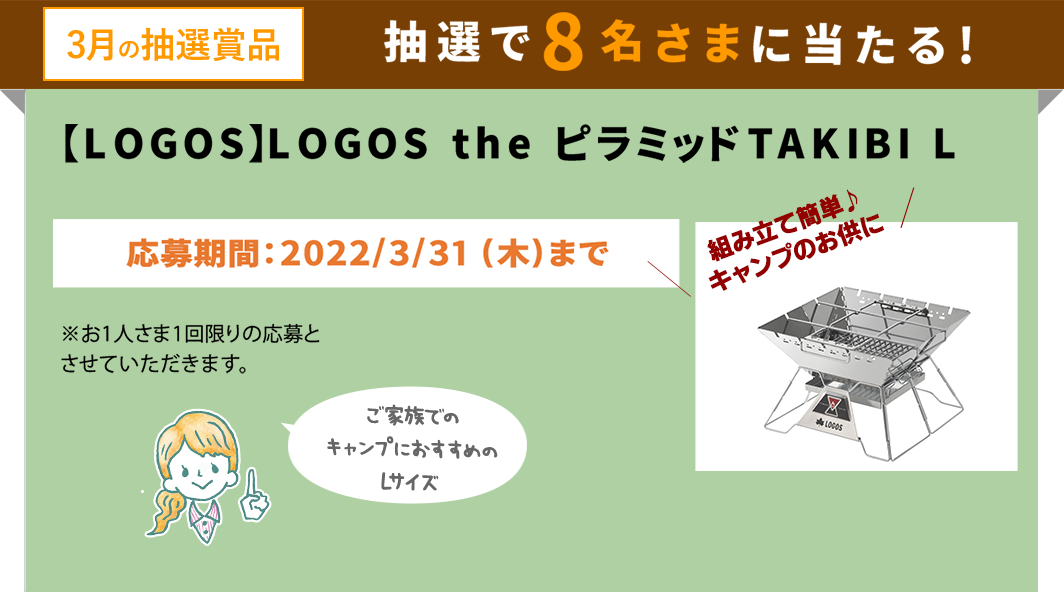 3月の抽選賞品
抽選で8名さまに当たる！
【LOGOS】LOGOS the ピラミッドTAKIBI L
応募期間：2022/3/31（木）まで
組み立て簡単♪
キャンプのお供に
※お1人さま1回限りの応募と
させていただきます。
LOGOS
ご家族での
キャンプにおすすめの
Lサイズ